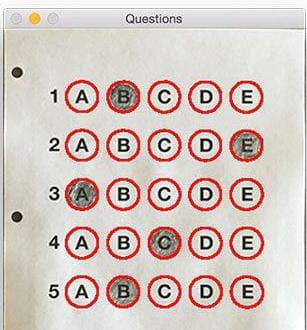 Questions
1 A B C D E
2 A B C D E
3 A B C D E
4 A B C D E
5 A B C D E